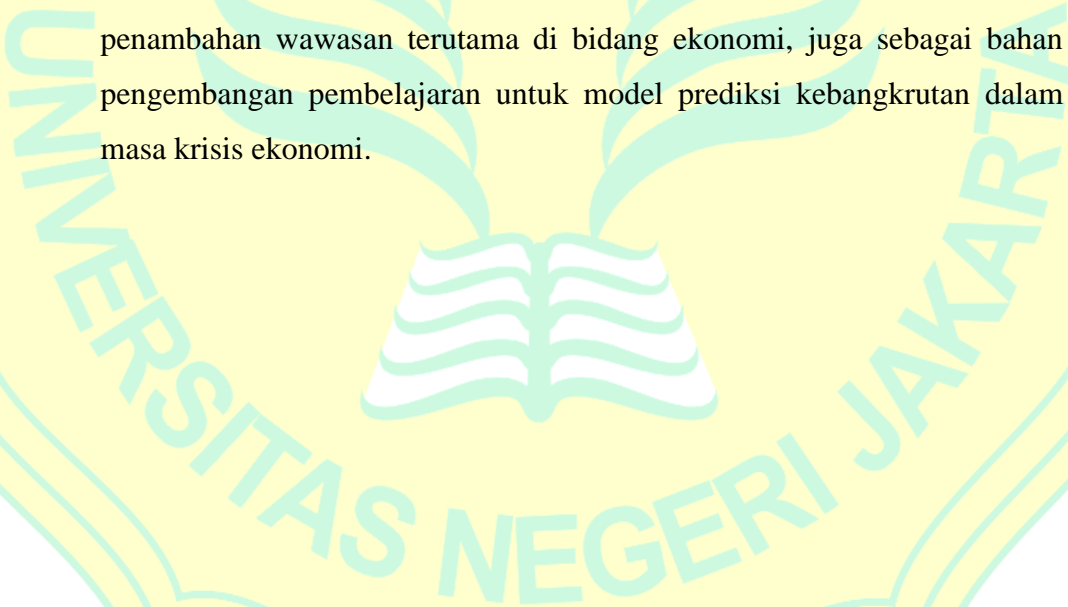 penambahan wawasan terutama di bidang ekonomi, juga sebagai bahan
pengembangan pembelajaran untuk model prediksi kebangkrutan dalam
masa krisis ekonomi.
UNIVERSITAS NEGERI JAKARTA